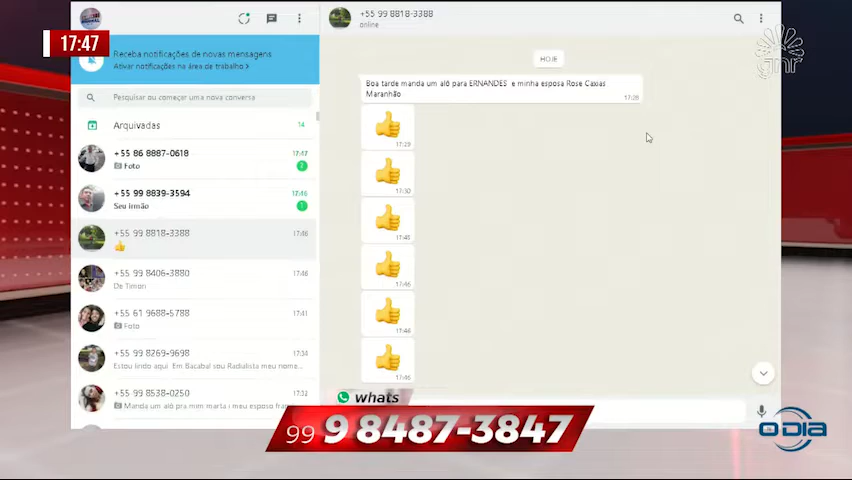 17:47
Receba notificações de novas mensagens
Ativar notificações na área de trabalho >
Pesquisar ou começar uma nova conversa
Arquivadas 14
+55 86 8887-0618 17:47
Foto 2
+55 99 8839-3594 17:46
Seu irmão 1
+55 99 8818-3388 17:46
+55 99 8406-3880 17:46
De Timon
+55 61 9688-5788 17:41
Foto
+55 99 8269-9698 17:34
Estou lindo aqui Em Bacabal sou Radialista meu nome...
+55 99 8538-0250 17:32
Manda um alô pra mim marta i meu esposo fra
+55 99 8818-3388
online
gnr
HOJE
Boa tarde manda um alô para ERNANDES e minha esposa Rose Caxias
Maranhão
17:28
17:29
17:30
17:45
17:45
17:46
17:46
whats
99 9 8487-3847
O DIA